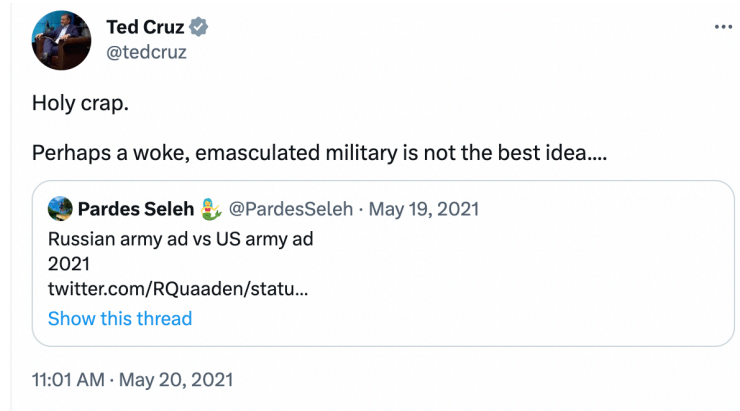 Ted Cruz
@tedcruz
Holy crap.
Perhaps a woke, emasculated military is not the best idea....
Pardes Seleh @PardesSeleh · May 19, 2021
Russian army ad vs US army ad
2021
twitter.com/RQuaaden/statu...
Show this thread
11:01 AM · May 20, 2021